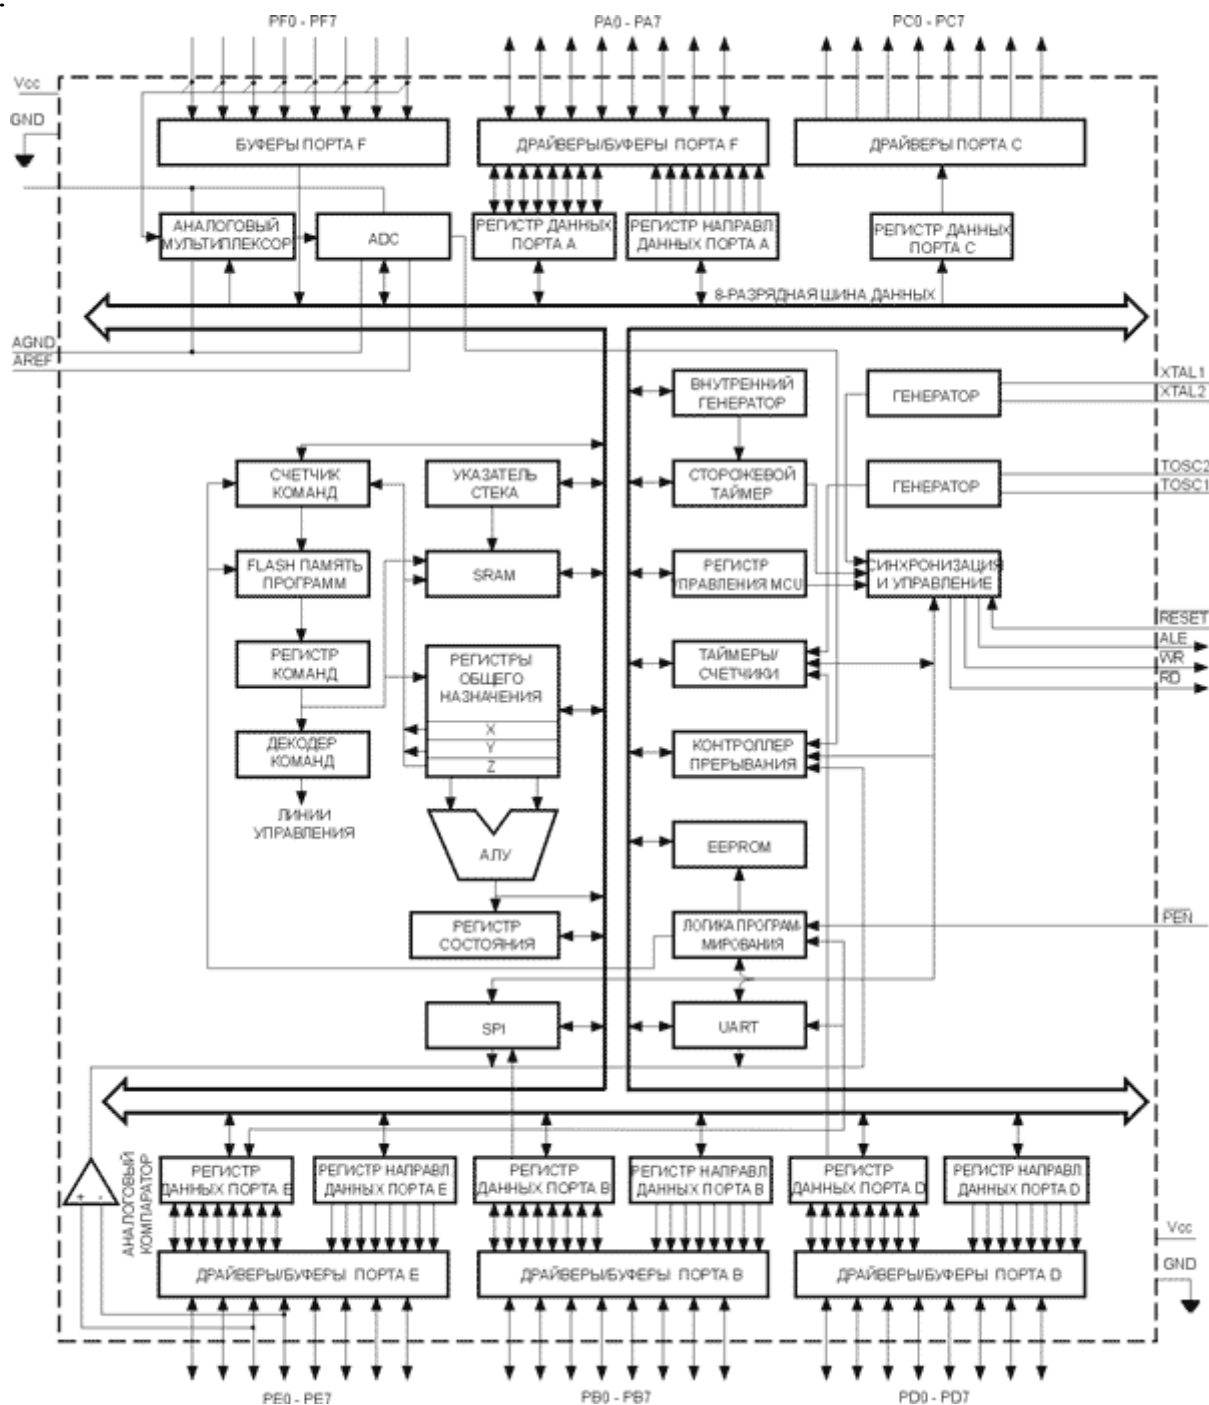 PF0 - PF7
PA0 - PA7
PC0 - PC7
Vcc
GND
БУФЕРЫ ПОРТА F
ДРАЙВЕРЫ/БУФЕРЫ ПОРТА F
ДРАЙВЕРЫ ПОРТА C
АНАЛОГОВЫЙ
МУЛЬТИПЛЕКСОР
ADC
РЕГИСТР ДАННЫХ
ПОРТА A
РЕГИСТР НАПРАВЛ.
ДАННЫХ ПОРТА A
РЕГИСТР ДАННЫХ
ПОРТА C
8-РАЗРЯДНАЯ ШИНА ДАННЫХ
AGND
AREF
ВНУТРЕННИЙ
ГЕНЕРАТОР
ГЕНЕРАТОР
XTAL1
XTAL2
СЧЕТЧИК
КОМАНД
УКАЗАТЕЛЬ
СТЕКА
СТОРОЖЕВОЙ
ТАЙМЕР
ГЕНЕРАТОР
TOSC2
TOSC1
FLASH ПАМЯТЬ
ПРОГРАММ
SRAM
РЕГИСТР
УПРАВЛЕНИЯ MCU
СИНХРОНИЗАЦИЯ
И УПРАВЛЕНИЕ
RESET
ALE
WR
RD
РЕГИСТР
КОМАНД
РЕГИСТРЫ
ОБЩЕГО
НАЗНАЧЕНИЯ
X
Y
Z
ТАЙМЕРЫ/
СЧЕТЧИКИ
ДЕКОДЕР
КОМАНД
КОНТРОЛЛЕР
ПРЕРЫВАНИЯ
ЛИНИИ
УПРАВЛЕНИЯ
АЛУ
EEPROM
РЕГИСТР
СОСТОЯНИЯ
ЛОГИКА ПРОГРАМ-
МИРОВАНИЯ
PEN
SPI
UART
АНАЛОГОВЫЙ
КОМПАРАТОР
+ -
РЕГИСТР
ДАННЫХ ПОРТА E
РЕГИСТР НАПРАВЛ.
ДАННЫХ ПОРТА E
РЕГИСТР
ДАННЫХ ПОРТА B
РЕГИСТР НАПРАВЛ.
ДАННЫХ ПОРТА B
РЕГИСТР
ДАННЫХ ПОРТА D
РЕГИСТР НАПРАВЛ.
ДАННЫХ ПОРТА D
ДРАЙВЕРЫ/БУФЕРЫ ПОРТА E
ДРАЙВЕРЫ/БУФЕРЫ ПОРТА B
ДРАЙВЕРЫ/БУФЕРЫ ПОРТА D
Vcc
GND
PE0 - PE7
PB0 - PB7
PD0 - PD7